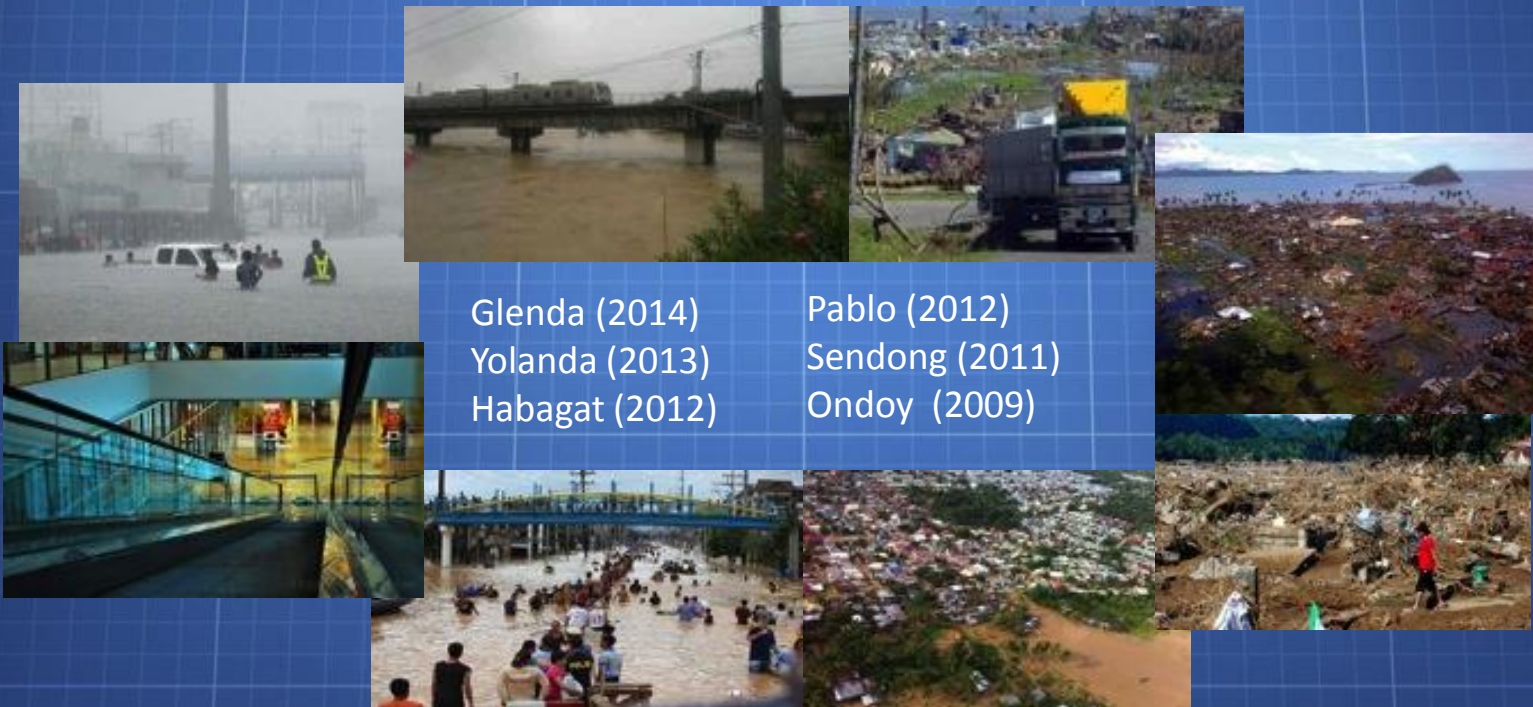 Glenda (2014)
Yolanda (2013)
Habagat (2012)
Pablo (2012)
Sendong (2011)
Ondoy  (2009)